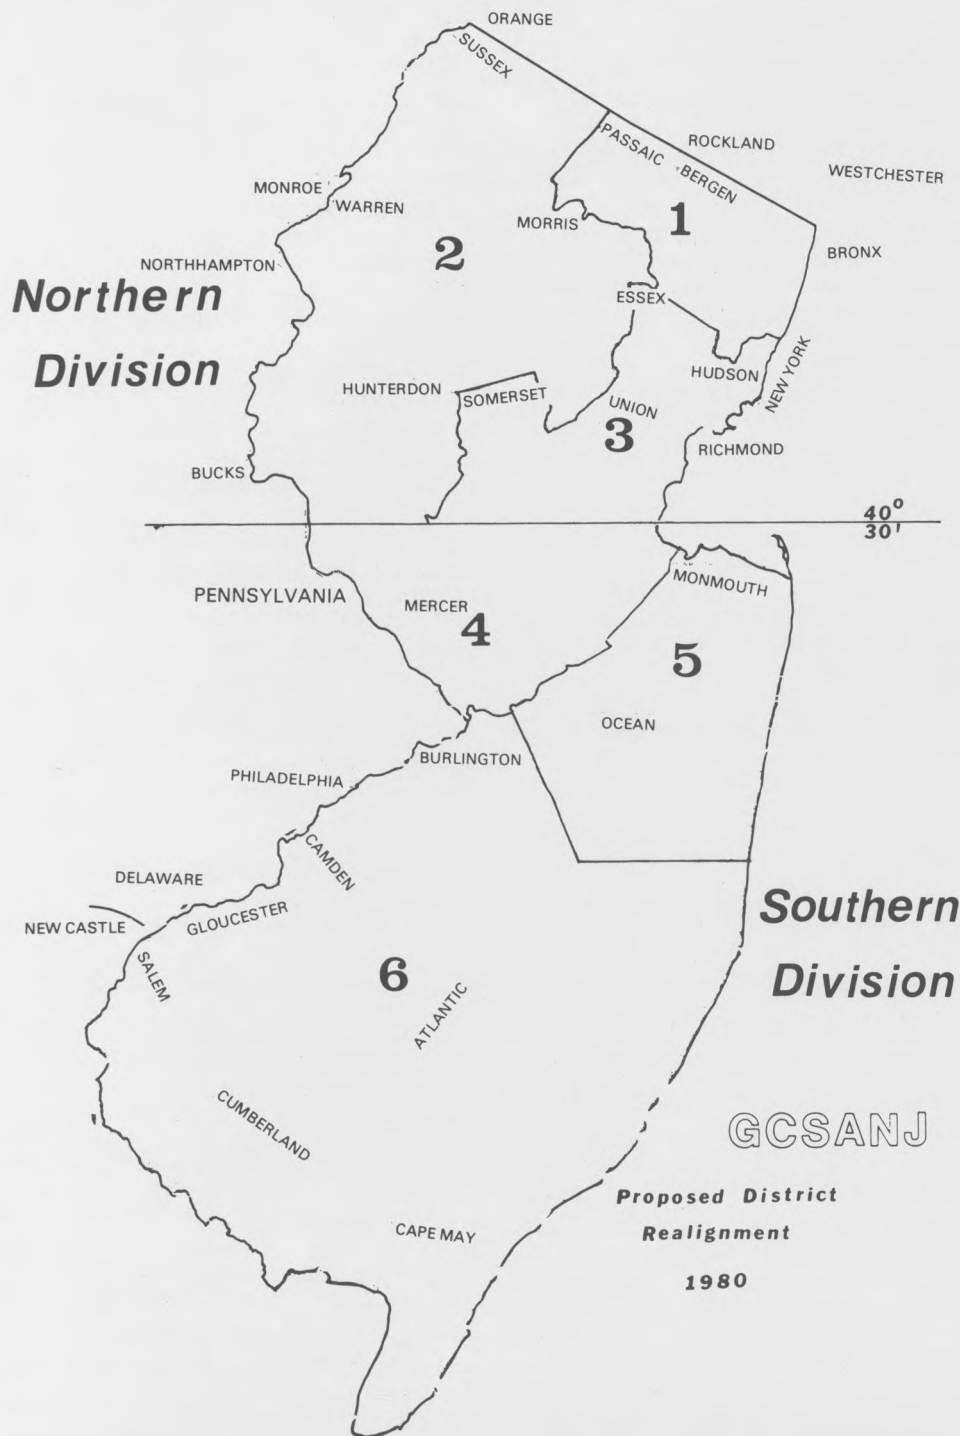 ORANGE
SUSSEX
PASSAIC
BERGEN
ROCKLAND
WESTCHESTER
MONROE
WARREN
MORRIS
1
BRONX
2
NORTHHAMPTON
Northern
Division
ESSEX
HUDSON
NEW YORK
HUNTERDON
SOMERSET
UNION
3
RICHMOND
BUCKS
40°
30'
PENNSYLVANIA
MERCER
4
MONMOUTH
5
OCEAN
BURLINGTON
PHILADELPHIA
CAMDEN
DELAWARE
NEW CASTLE
GLOUCESTER
SALEM
Southern
Division
6
ATLANTIC
CUMBERLAND
CAPE MAY
GCSANJ
Proposed District
Realignment
1980